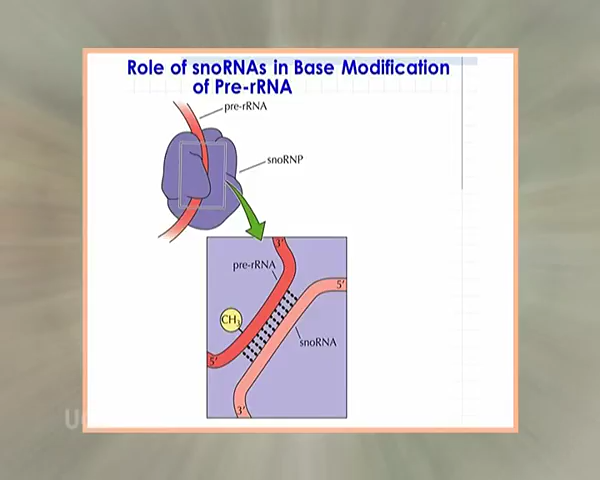 Role of snoRNAs in Base Modification
of Pre-rRNA
pre-rRNA
snoRNP
3'
pre-rRNA
5'
CH3
snoRNA
5'
3'